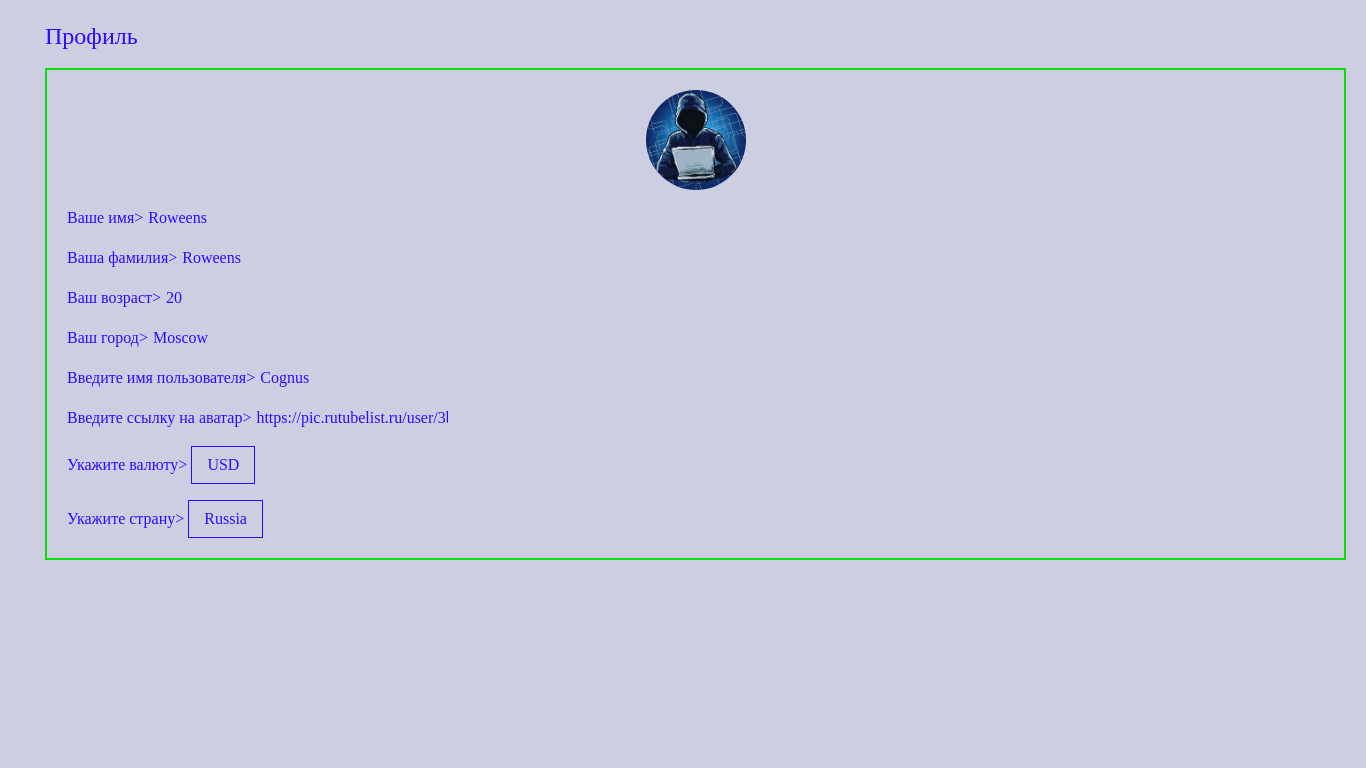 Профиль
Ваше имя> Roweens
Ваша фамилия> Roweens
Ваш возраст> 20
Ваш город> Moscow
Введите имя пользователя> Cognus
Введите ссылку на аватар> https://pic.rutubelist.ru/user/3
Укажите валюту> USD
Укажите страну> Russia